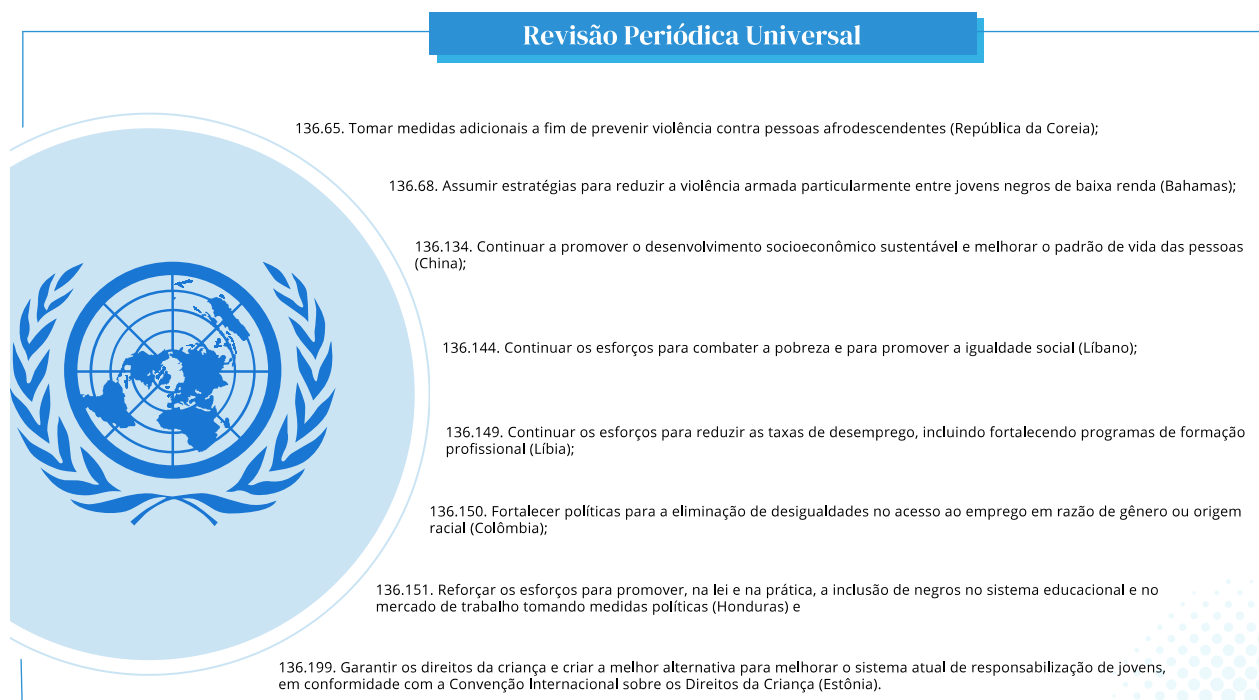 Revisão Periódica Universal
136.65. Tomar medidas adicionais a fim de prevenir violência contra pessoas afrodescendentes (República da Coreia);
136.68. Assumir estratégias para reduzir a violência armada particularmente entre jovens negros de baixa renda (Bahamas);
136.134. Continuar a promover o desenvolvimento socioeconômico sustentável e melhorar o padrão de vida das pessoas
(China);
136.144. Continuar os esforços para combater a pobreza e para promover a igualdade social (Líbano);
136.149. Continuar os esforços para reduzir as taxas de desemprego, incluindo fortalecendo programas de formação
profissional (Líbia);
136.150. Fortalecer políticas para a eliminação de desigualdades no acesso ao emprego em razão de gênero ou origem
racial (Colômbia);
136.151. Reforçar os esforços para promover, na lei e na prática, a inclusão de negros no sistema educacional e no
mercado de trabalho tomando medidas políticas (Honduras) e
136.199. Garantir os direitos da criança e criar a melhor alternativa para melhorar o sistema atual de responsabilização de jovens,
em conformidade com a Convenção Internacional sobre os Direitos da Criança (Estônia).